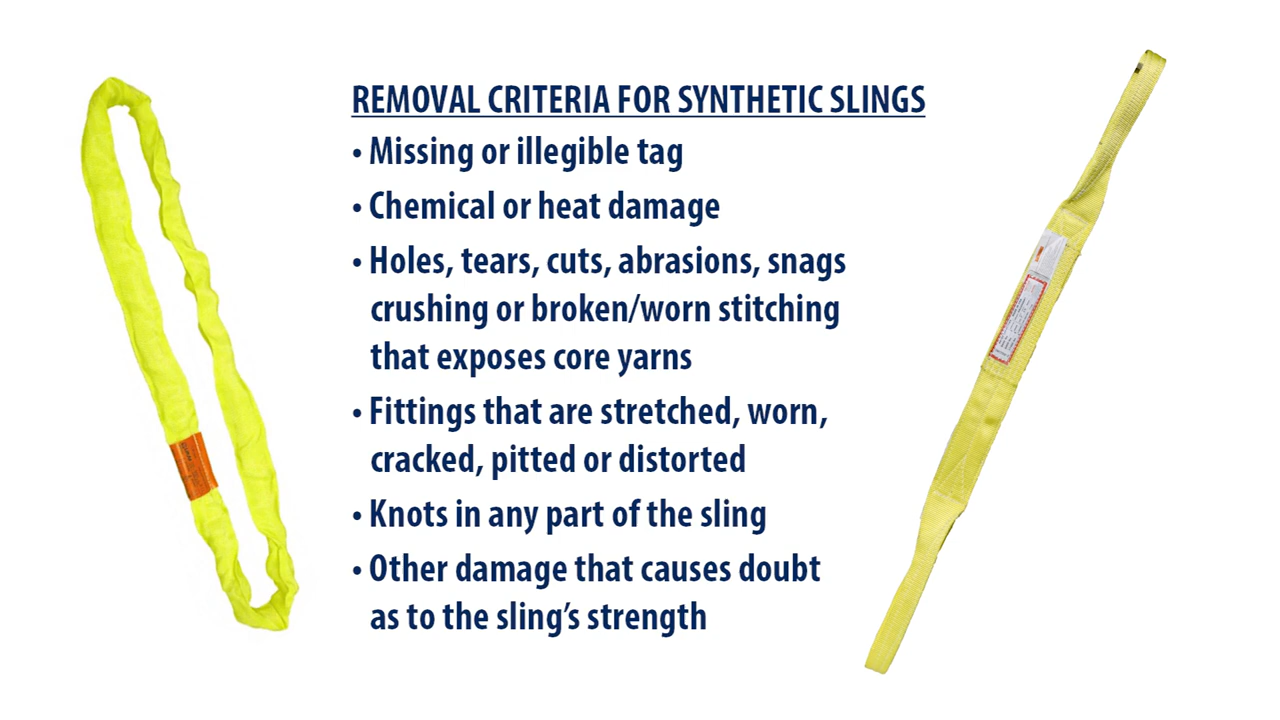 REMOVAL CRITERIA FOR SYNTHETIC SLINGS
• Missing or illegible tag
• Chemical or heat damage
• Holes, tears, cuts, abrasions, snags
crushing or broken/worn stitching
that exposes core yarns
• Fittings that are stretched, worn,
cracked, pitted or distorted
• Knots in any part of the sling
• Other damage that causes doubt
as to the sling’s strength